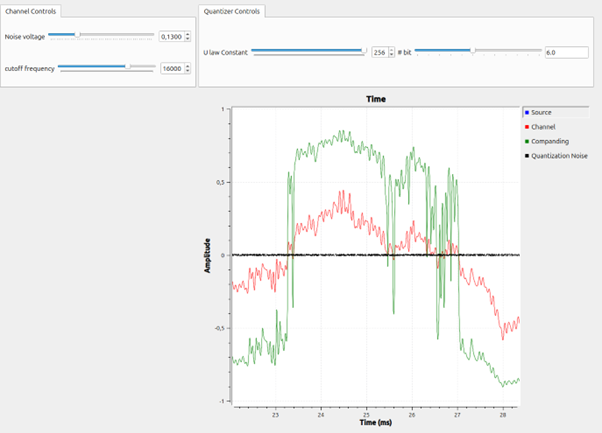 Channel Controls
Noise voltage 0,1300
cutoff frequency 16000
Quantizer Controls
U law Constant 256 # bit 6.0
Time
1
0,5
0
-0,5
-1
Amplitude
23 24 25 26 27 28
Time (ms)
Source
Channel
Companding
Quantization Noise